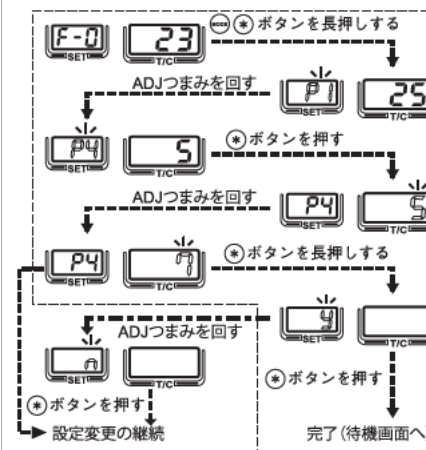 F-0 23 MODE * ボタンを長押しする
SET T/C
ADJつまみを回す P1 25
SET T/C
P4 5 * ボタンを押す
SET T/C
ADJつまみを回す P4 5
SET T/C
P4 7 * ボタンを長押しする
SET T/C
ADJつまみを回す y
SET T/C
n
SET T/C
* ボタンを押す
* ボタンを押す
設定変更の継続 完了(待機画面へ